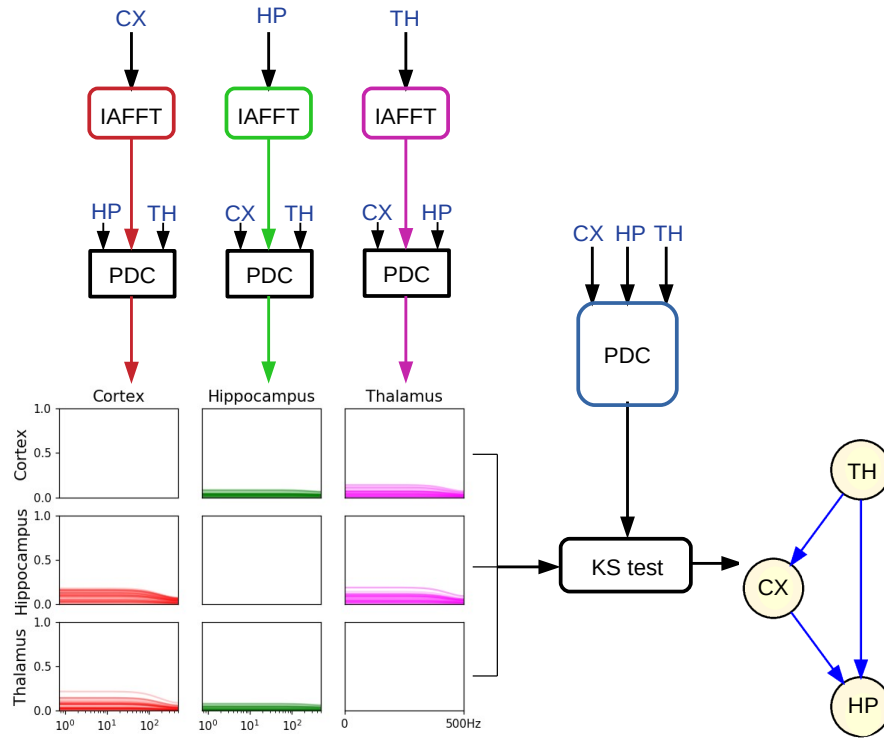 CX HP TH
IAFFT IAFFT IAFFT
HP TH CX TH CX HP
PDC PDC PDC
CX HP TH
PDC
Cortex Hippocampus Thalamus
Cortex
1.0
0.5
0.0
Hippocampus
1.0
0.5
0.0
Thalamus
1.0
0.5
0.0
10⁰ 10¹ 10² 10⁰ 10¹ 10² 0 500Hz
KS test
TH
CX
HP